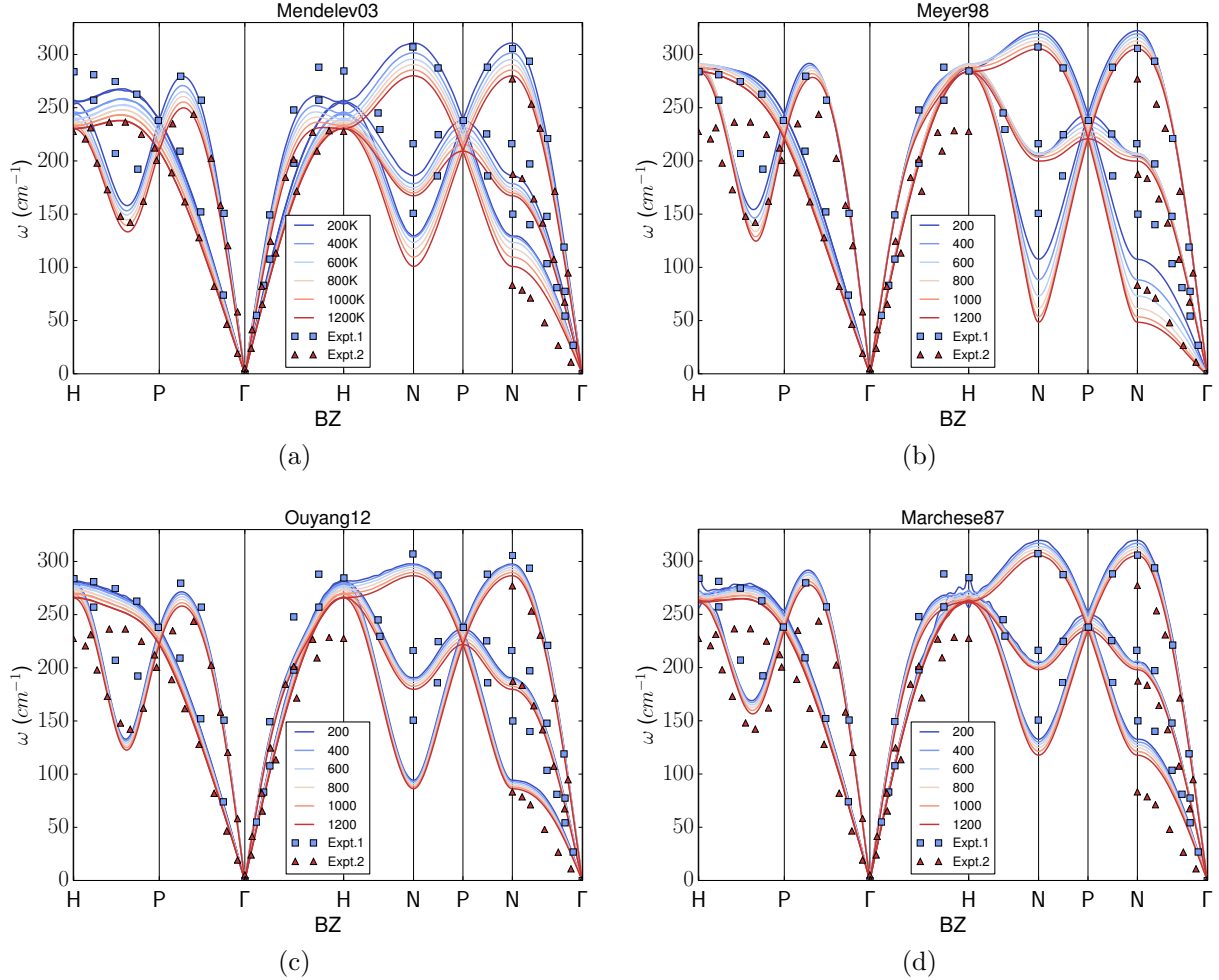 Mendelev03
300
250
200
150
100
50
0
ω (cm⁻¹)
200K
400K
600K
800K
1000K
1200K
Expt.1
Expt.2
H P Γ H N P N Γ
BZ
(a)
Meyer98
300
250
200
150
100
50
0
ω (cm⁻¹)
200
400
600
800
1000
1200
Expt.1
Expt.2
H P Γ H N P N Γ
BZ
(b)
Ouyang12
300
250
200
150
100
50
0
ω (cm⁻¹)
200
400
600
800
1000
1200
Expt.1
Expt.2
H P Γ H N P N Γ
BZ
(c)
Marchese87
300
250
200
150
100
50
0
ω (cm⁻¹)
200
400
600
800
1000
1200
Expt.1
Expt.2
H P Γ H N P N Γ
BZ
(d)